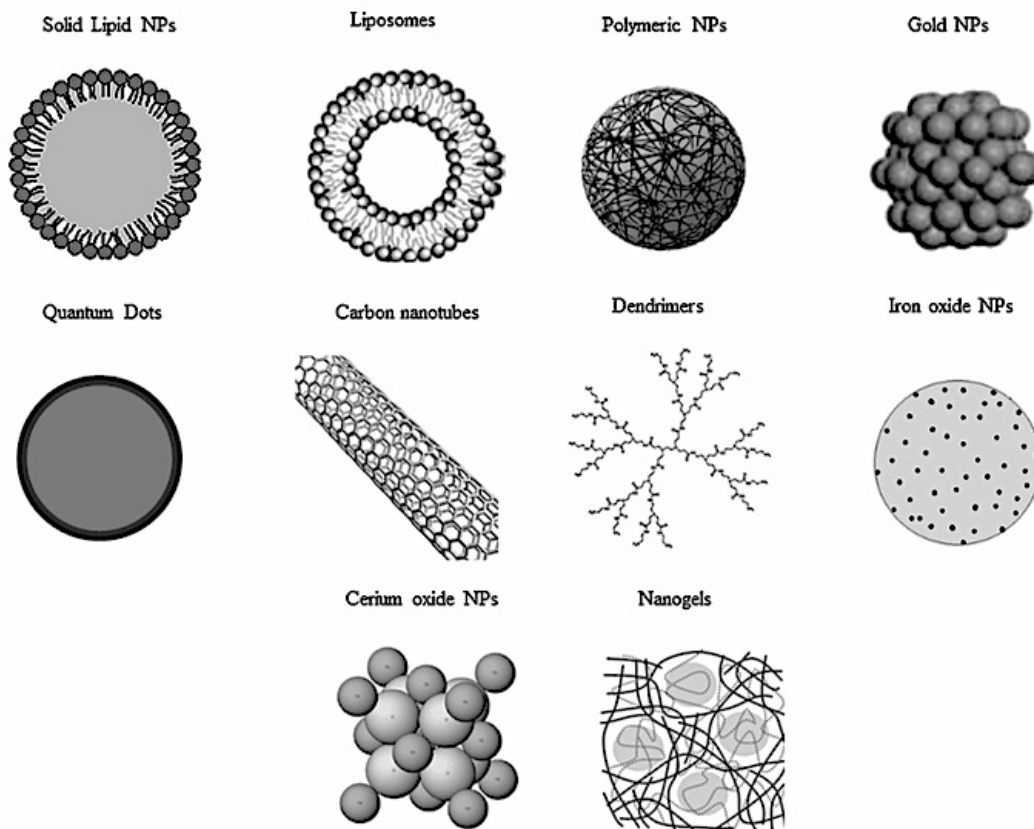 Solid Lipid NPs
Liposomes
Polymeric NPs
Gold NPs
Quantum Dots
Carbon nanotubes
Dendrimers
Iron oxide NPs
Cerium oxide NPs
Nanogels